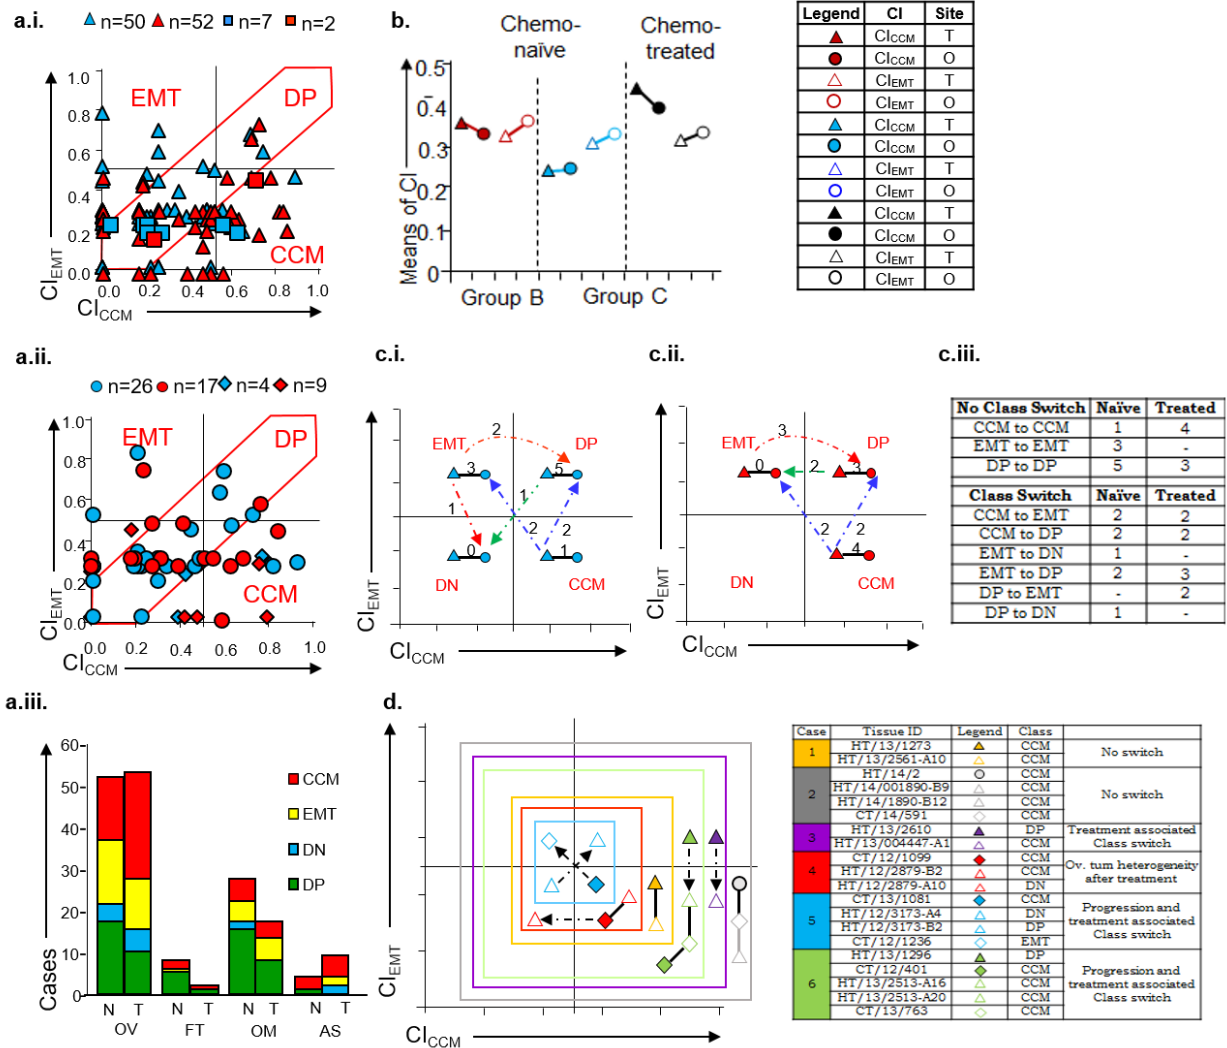 a.i.
n=50 n=52 n=7 n=2
1.0
0.8
0.6
0.4
0.2
0.0
EMT
DP
CCM
CIEMT
0.0 0.2 0.4 0.6 0.8 1.0
CICCM
b.
Chemo-naïve
Chemo-treated
0.5
0.4
0.3
0.2
0.1
0
Means of CI
Group B
Group C
Legend CI Site
CICCM T
CICCM O
CIEMT T
CIEMT O
CICCM T
CICCM O
CIEMT T
CIEMT O
CICCM T
CICCM O
CIEMT T
CIEMT O
a.ii.
n=26 n=17 n=4 n=9
1.0
0.8
0.6
0.4
0.2
0.0
EMT
DP
CCM
CIEMT
0.0 0.2 0.4 0.6 0.8 1.0
CICCM
c.i.
EMT 2 DP
3 5
1 1
2 2
0 1
DN CCM
CIEMT
CICCM
c.ii.
EMT 3 DP
0 2 3
2 2
4
DN CCM
CIEMT
CICCM
c.iii.
No Class Switch Naïve Treated
CCM to CCM 1 4
EMT to EMT 3 -
DP to DP 5 3
Class Switch Naïve Treated
CCM to EMT 2 2
CCM to DP 2 2
EMT to DN 1 -
EMT to DP 2 3
DP to EMT - 2
DP to DN 1 -
a.iii.
60
50
40
30
20
10
0
Cases
CCM
EMT
DN
DP
N T N T N T N T
OV FT OM AS
d.
CIEMT
CICCM
Case Tissue ID Legend Class
1 HT/13/1273 CCM No switch
HT/13/2561-A10 CCM
2 HT/14/2 CCM No switch
HT/14/001890-B9 CCM
HT/14/1890-B12 CCM
CT/14/591 CCM
3 HT/13/2610 DP Treatment associated Class switch
HT/13/004447-A1 CCM
4 CT/12/1099 CCM Ov. tum heterogeneity after treatment
HT/12/2879-B2 CCM
HT/12/2879-A10 DN
5 CT/13/1081 CCM Progression and treatment associated Class switch
HT/12/3173-A4 DN
HT/12/3173-B2 DP
CT/12/1236 EMT
6 HT/13/1296 DP Progression and treatment associated Class switch
CT/12/401 CCM
HT/13/2513-A16 CCM
HT/13/2513-A20 CCM
CT/13/763 CCM